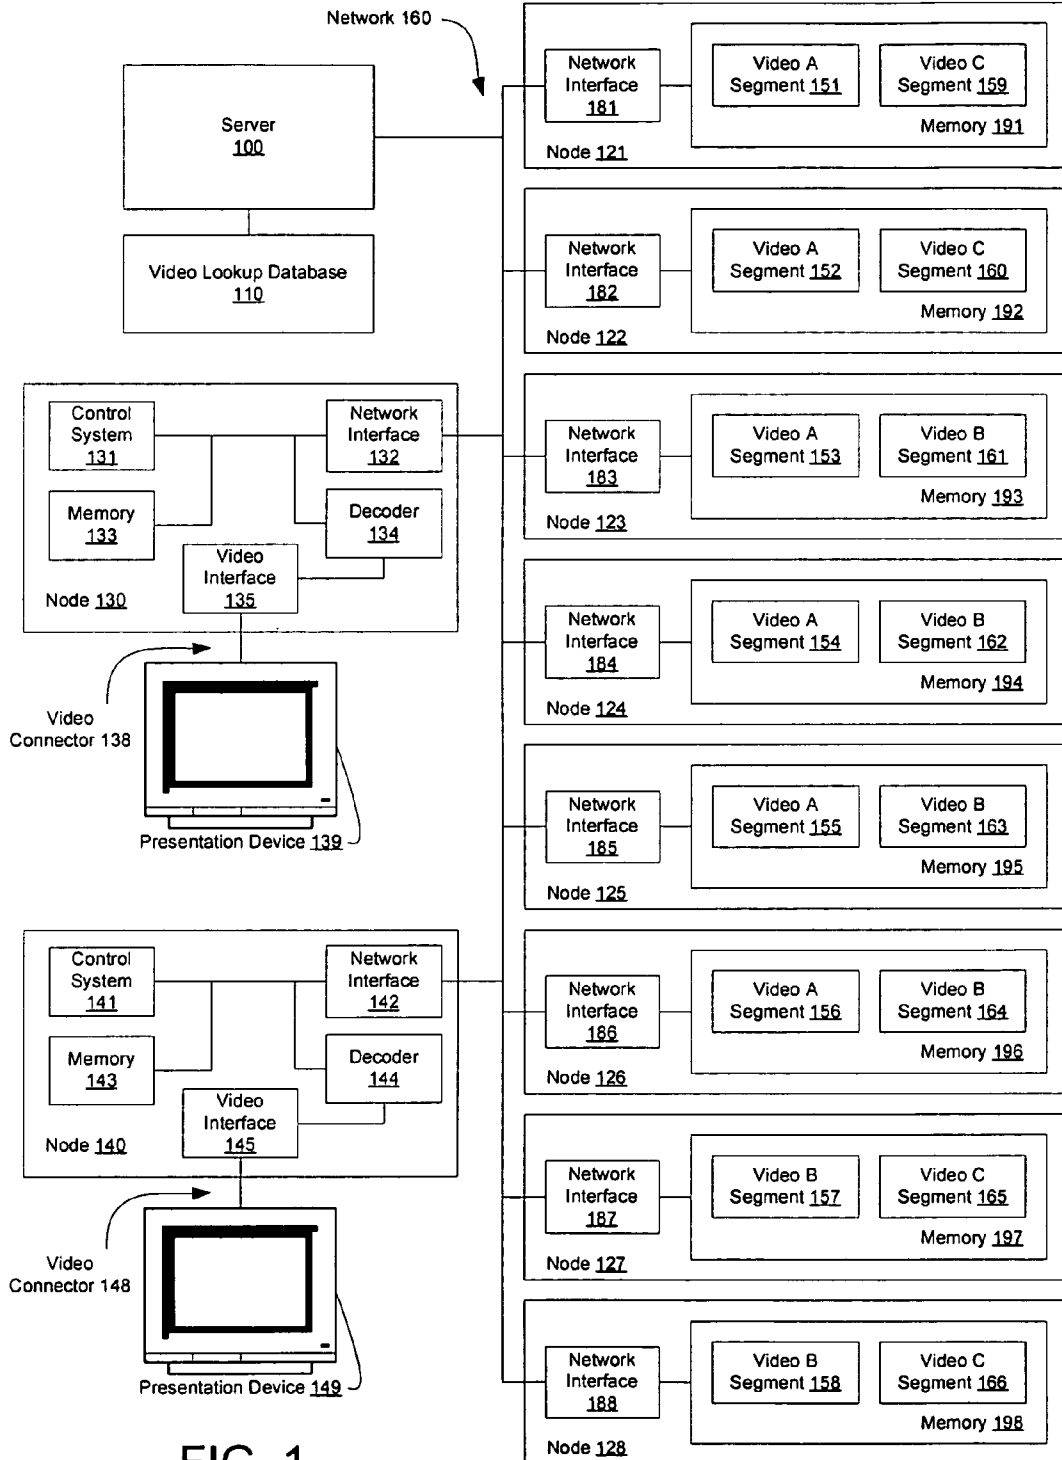 Network 160
Server
100
Video Lookup Database
110
Control
System
131
Network
Interface
132
Memory
133
Decoder
134
Video
Interface
135
Node 130
Video
Connector 138
Presentation Device 139
Control
System
141
Network
Interface
142
Memory
143
Decoder
144
Video
Interface
145
Node 140
Video
Connector 148
Presentation Device 149
Network
Interface
181
Video A
Segment 151
Video C
Segment 159
Memory 191
Node 121
Network
Interface
182
Video A
Segment 152
Video C
Segment 160
Memory 192
Node 122
Network
Interface
183
Video A
Segment 153
Video B
Segment 161
Memory 193
Node 123
Network
Interface
184
Video A
Segment 154
Video B
Segment 162
Memory 194
Node 124
Network
Interface
185
Video A
Segment 155
Video B
Segment 163
Memory 195
Node 125
Network
Interface
186
Video A
Segment 156
Video B
Segment 164
Memory 196
Node 126
Network
Interface
187
Video B
Segment 157
Video C
Segment 165
Memory 197
Node 127
Network
Interface
188
Video B
Segment 158
Video C
Segment 166
Memory 198
Node 128
FIG. 1